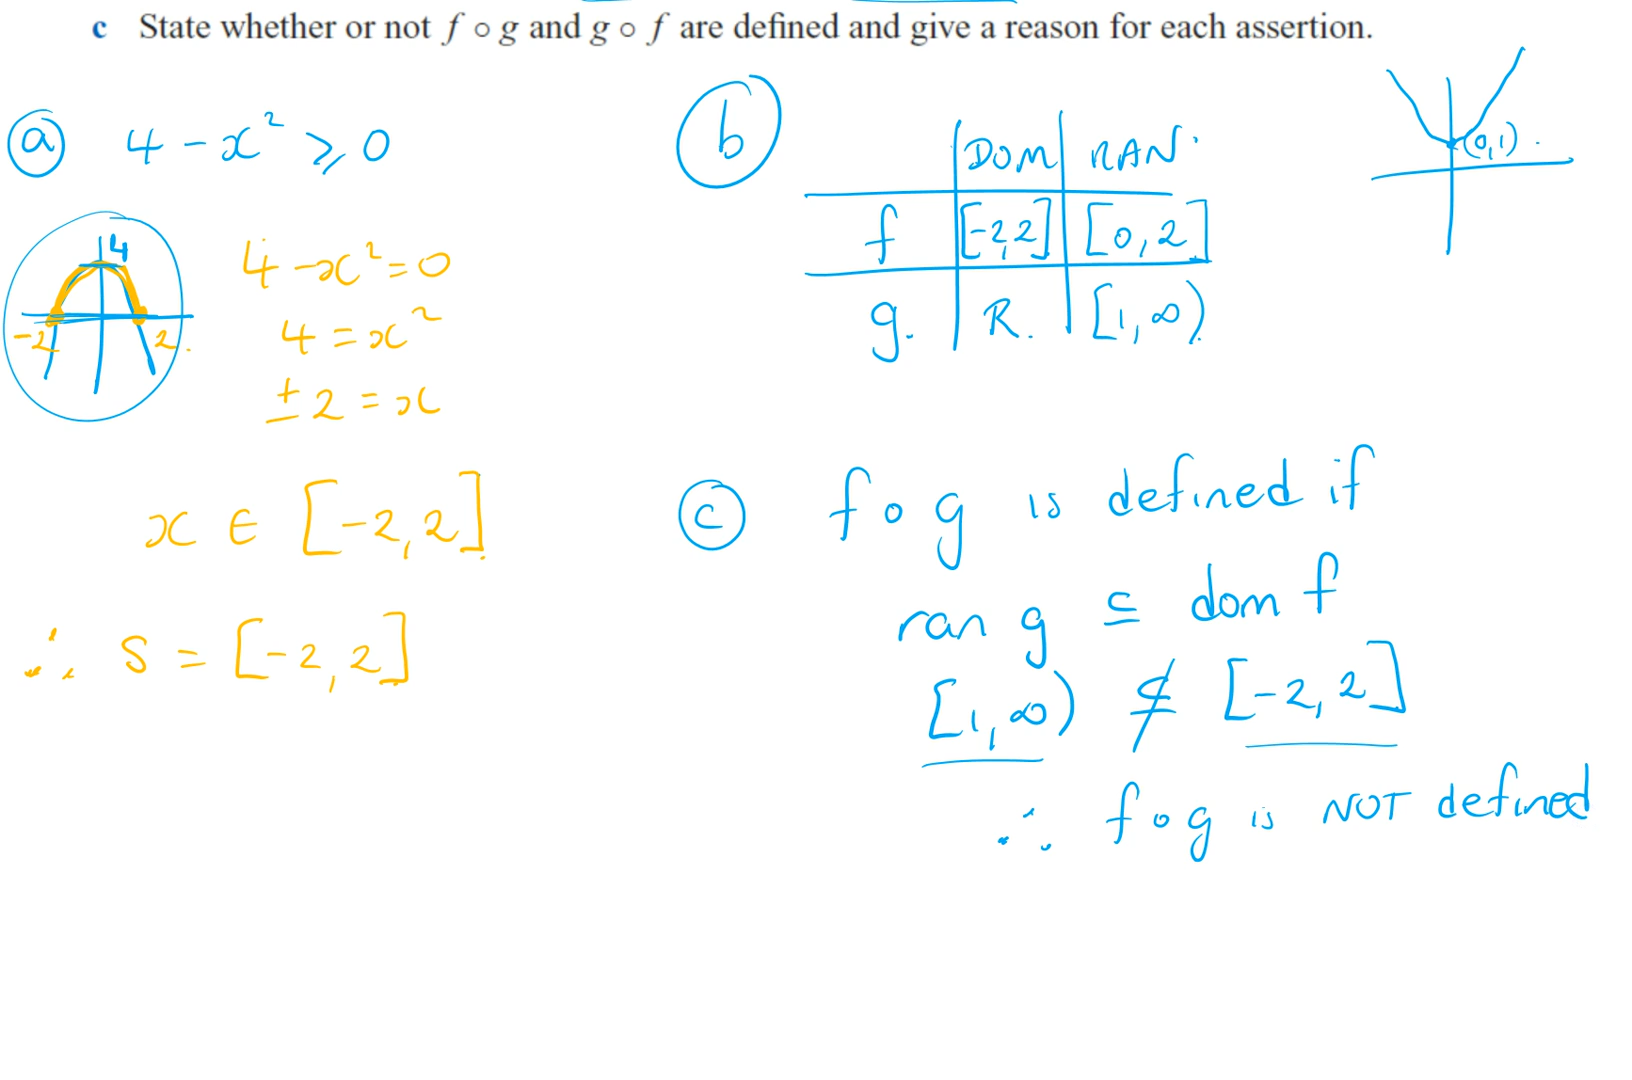 c State whether or not f ∘ g and g ∘ f are defined and give a reason for each assertion.
a 4 - x² ⩾ 0
4
-2 2.
4 - x² = 0
4 = x²
± 2 = x
x ∈ [-2, 2]
∴ S = [-2, 2]
b
DOM RAN.
f [-2, 2] [0, 2]
g. R. [1, ∞)
(0,1).
c f o g is defined if
ran g ⊆ dom f
[1, ∞) ⊈ [-2, 2]
∴ f o g is NOT defined